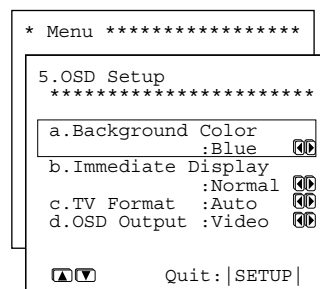 * Menu *****************
5.OSD Setup
***********************
a.Background Color
:Blue
b.Immediate Display
:Normal
c.TV Format :Auto
d.OSD Output :Video
Quit:|SETUP|